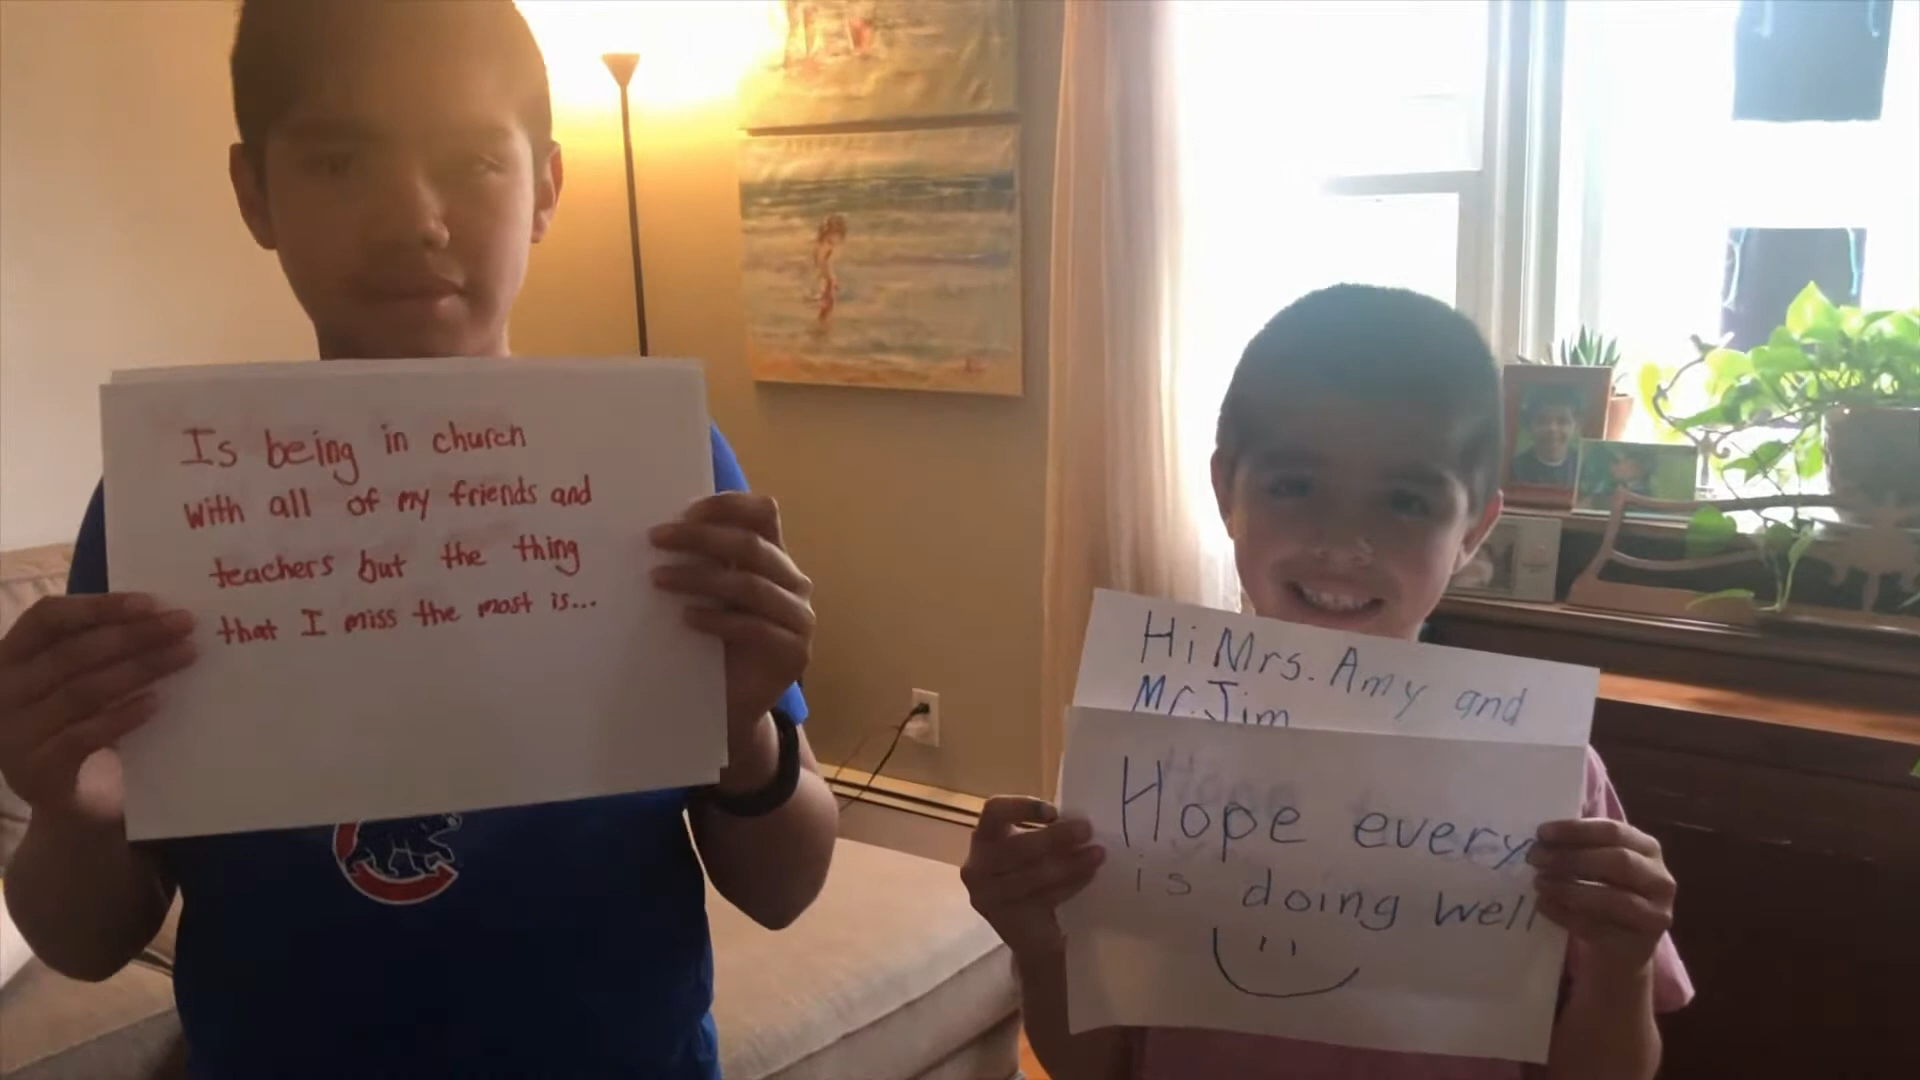 Is being in church
with all of my friends and
teachers but the thing
that I miss the most is...
Hi Mrs. Amy and
Mr. Jim
Hope every
is doing well